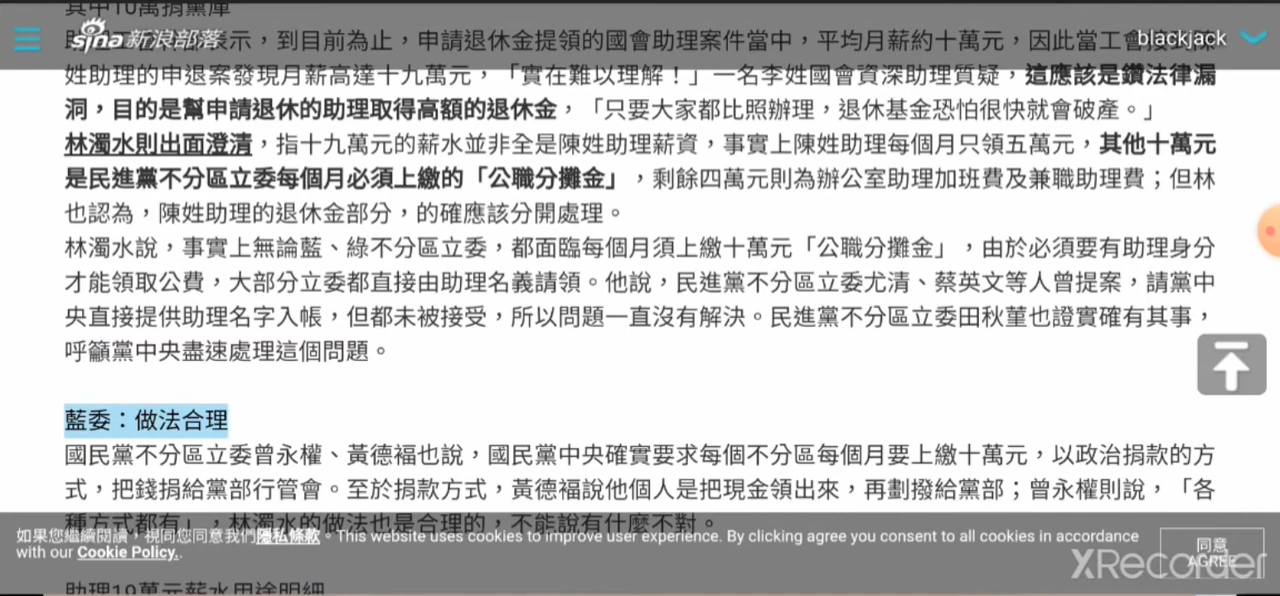 其中10萬捐黨庫
sina新浪部落
blackjack
表示，到目前為止，申請退休金提領的國會助理案件當中，平均月薪約十萬元，因此當工會
姓助理的申退案發現月薪高達十九萬元，「實在難以理解！」一名李姓國會資深助理質疑，這應該是鑽法律漏
洞，目的是幫申請退休的助理取得高額的退休金，「只要大家都比照辦理，退休基金恐怕很快就會破產。」
林濁水則出面澄清，指十九萬元的薪水並非全是陳姓助理薪資，事實上陳姓助理每個月只領五萬元，其他十萬元
是民進黨不分區立委每個月必須上繳的「公職分攤金」，剩餘四萬元則為辦公室助理加班費及兼職助理費；但林
也認為，陳姓助理的退休金部分，的確應該分開處理。
林濁水說，事實上無論藍、綠不分區立委，都面臨每個月須上繳十萬元「公職分攤金」，由於必須要有助理身分
才能領取公費，大部分立委都直接由助理名義請領。他說，民進黨不分區立委尤清、蔡英文等人曾提案，請黨中
央直接提供助理名字入帳，但都未被接受，所以問題一直沒有解決。民進黨不分區立委田秋堇也證實確有其事，
呼籲黨中央盡速處理這個問題。
藍委：做法合理
國民黨不分區立委曾永權、黃德福也說，國民黨中央確實要求每個不分區每個月要上繳十萬元，以政治捐款的方
式，把錢捐給黨部行管會。至於捐款方式，黃德福說他個人是把現金領出來，再劃撥給黨部；曾永權則說，「各
種方式都有」，林濁水的做法也是合理的，不能說有什麼不對。
如果您繼續閱讀，視同您同意我們隱私條款。This website uses cookies to improve user experience. By clicking agree you consent to all cookies in accordance
with our Cookie Policy..
同意
AGREE
XRecorder
助理19萬元薪水用途明細